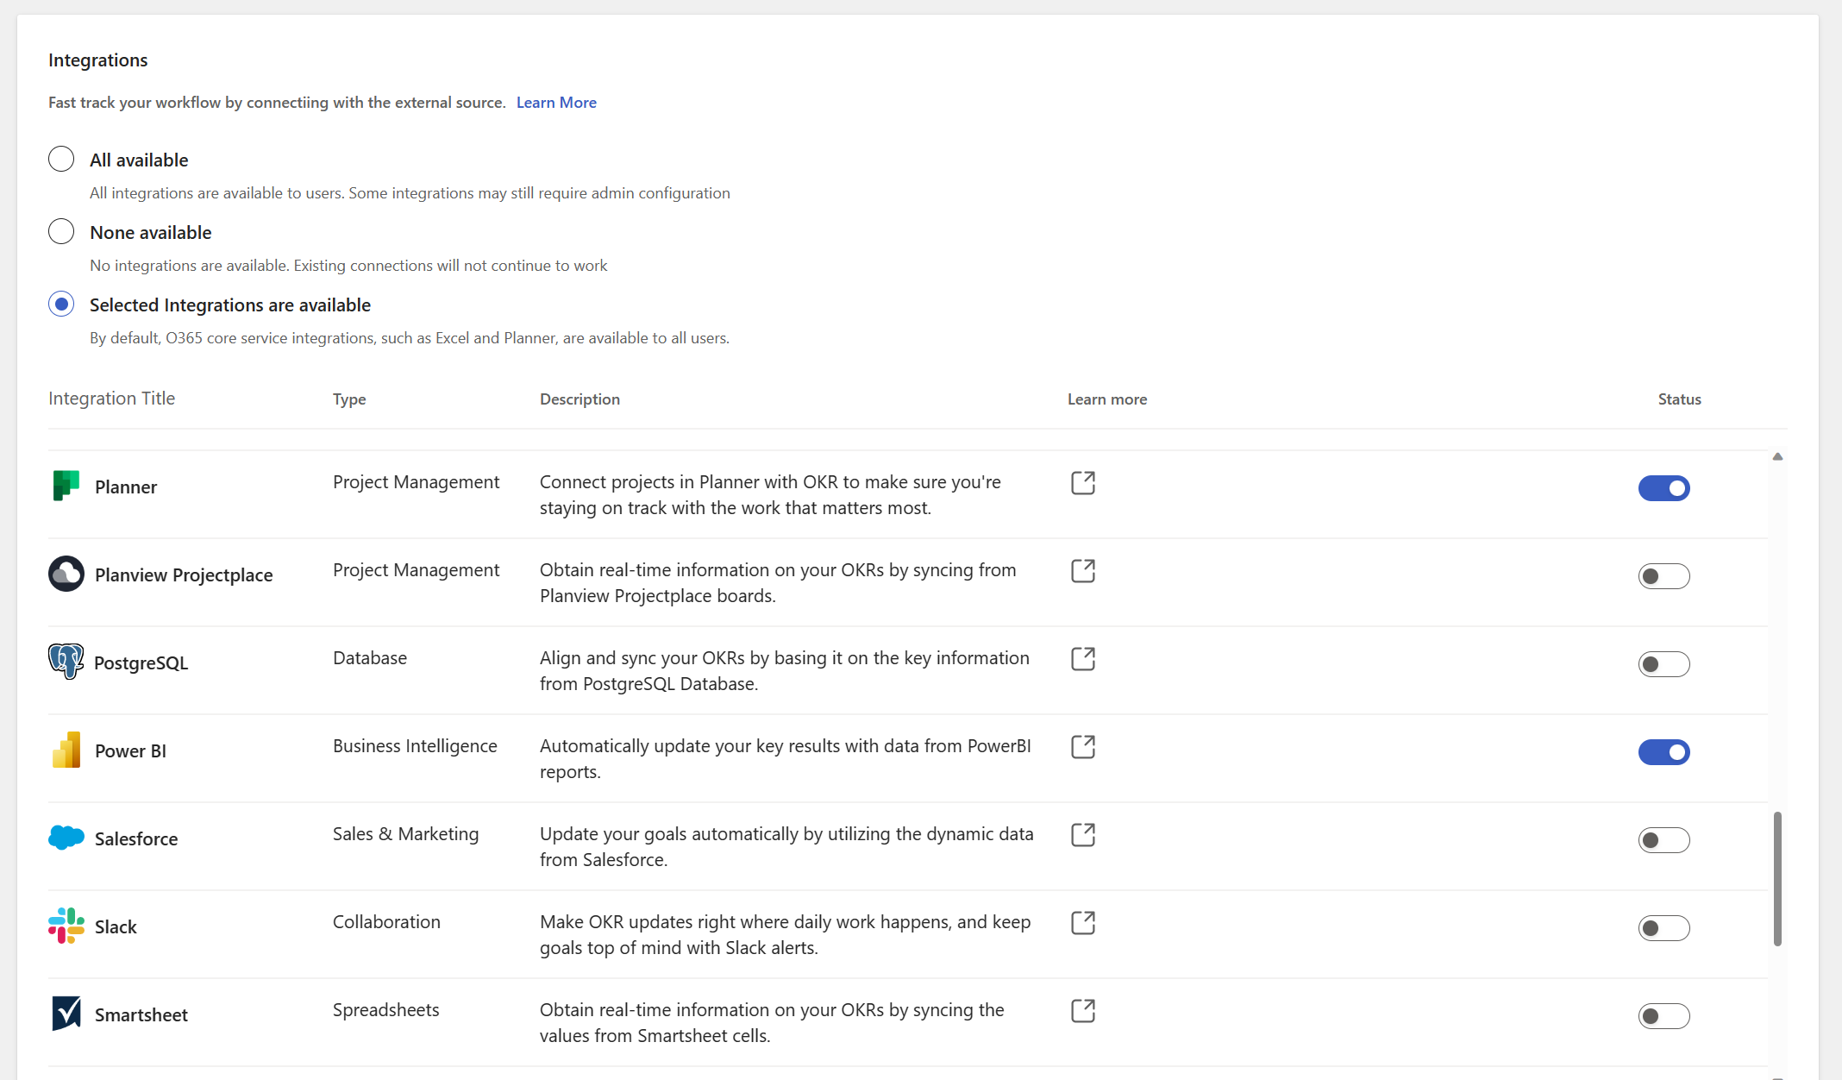 Integrations
Fast track your workflow by connectiing with the external source. Learn More
All available
All integrations are available to users. Some integrations may still require admin configuration
None available
No integrations are available. Existing connections will not continue to work
Selected Integrations are available
By default, O365 core service integrations, such as Excel and Planner, are available to all users.
Integration Title Type Description Learn more Status
Planner Project Management Connect projects in Planner with OKR to make sure you're
staying on track with the work that matters most.
Planview Projectplace Project Management Obtain real-time information on your OKRs by syncing from
Planview Projectplace boards.
PostgreSQL Database Align and sync your OKRs by basing it on the key information
from PostgreSQL Database.
Power BI Business Intelligence Automatically update your key results with data from PowerBI
reports.
Salesforce Sales & Marketing Update your goals automatically by utilizing the dynamic data
from Salesforce.
Slack Collaboration Make OKR updates right where daily work happens, and keep
goals top of mind with Slack alerts.
Smartsheet Spreadsheets Obtain real-time information on your OKRs by syncing the
values from Smartsheet cells.